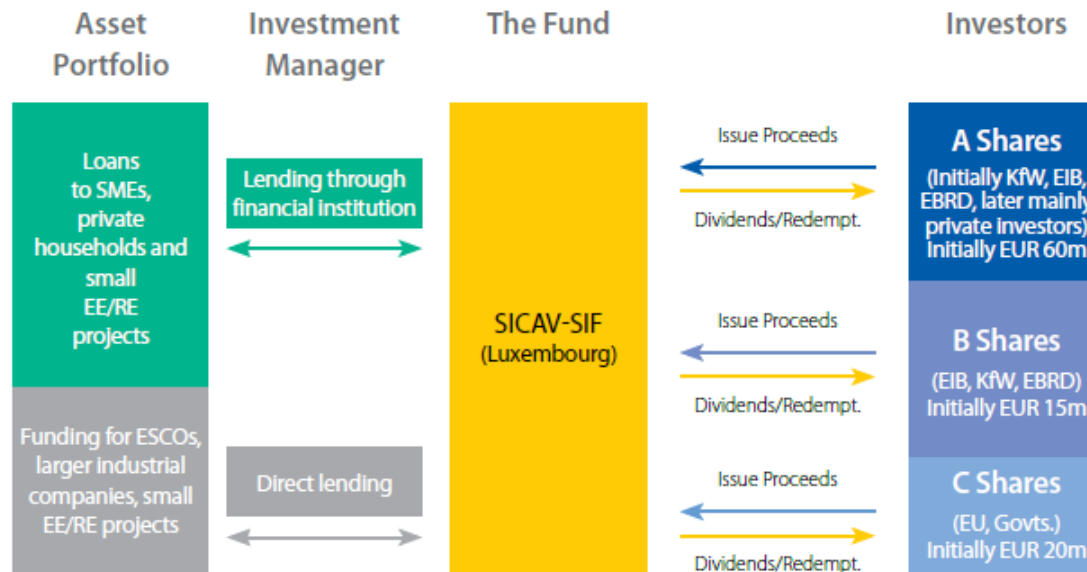 Asset
Portfolio
Investment
Manager
The Fund
Investors
Loans
to SMEs,
private
households and
small
EE/RE
projects
Funding for ESCOs,
larger industrial
companies, small
EE/RE projects
Lending through
financial institution
Direct lending
SICAV-SIF
(Luxembourg)
Issue Proceeds
Dividends/Redempt.
Issue Proceeds
Dividends/Redempt.
Issue Proceeds
Dividends/Redempt.
A Shares
(Initially KfW, EIB,
EBRD, later mainly
private investors)
Initially EUR 60m
B Shares
(EIB, KfW, EBRD)
Initially EUR 15m
C Shares
(EU, Govts.)
Initially EUR 20m